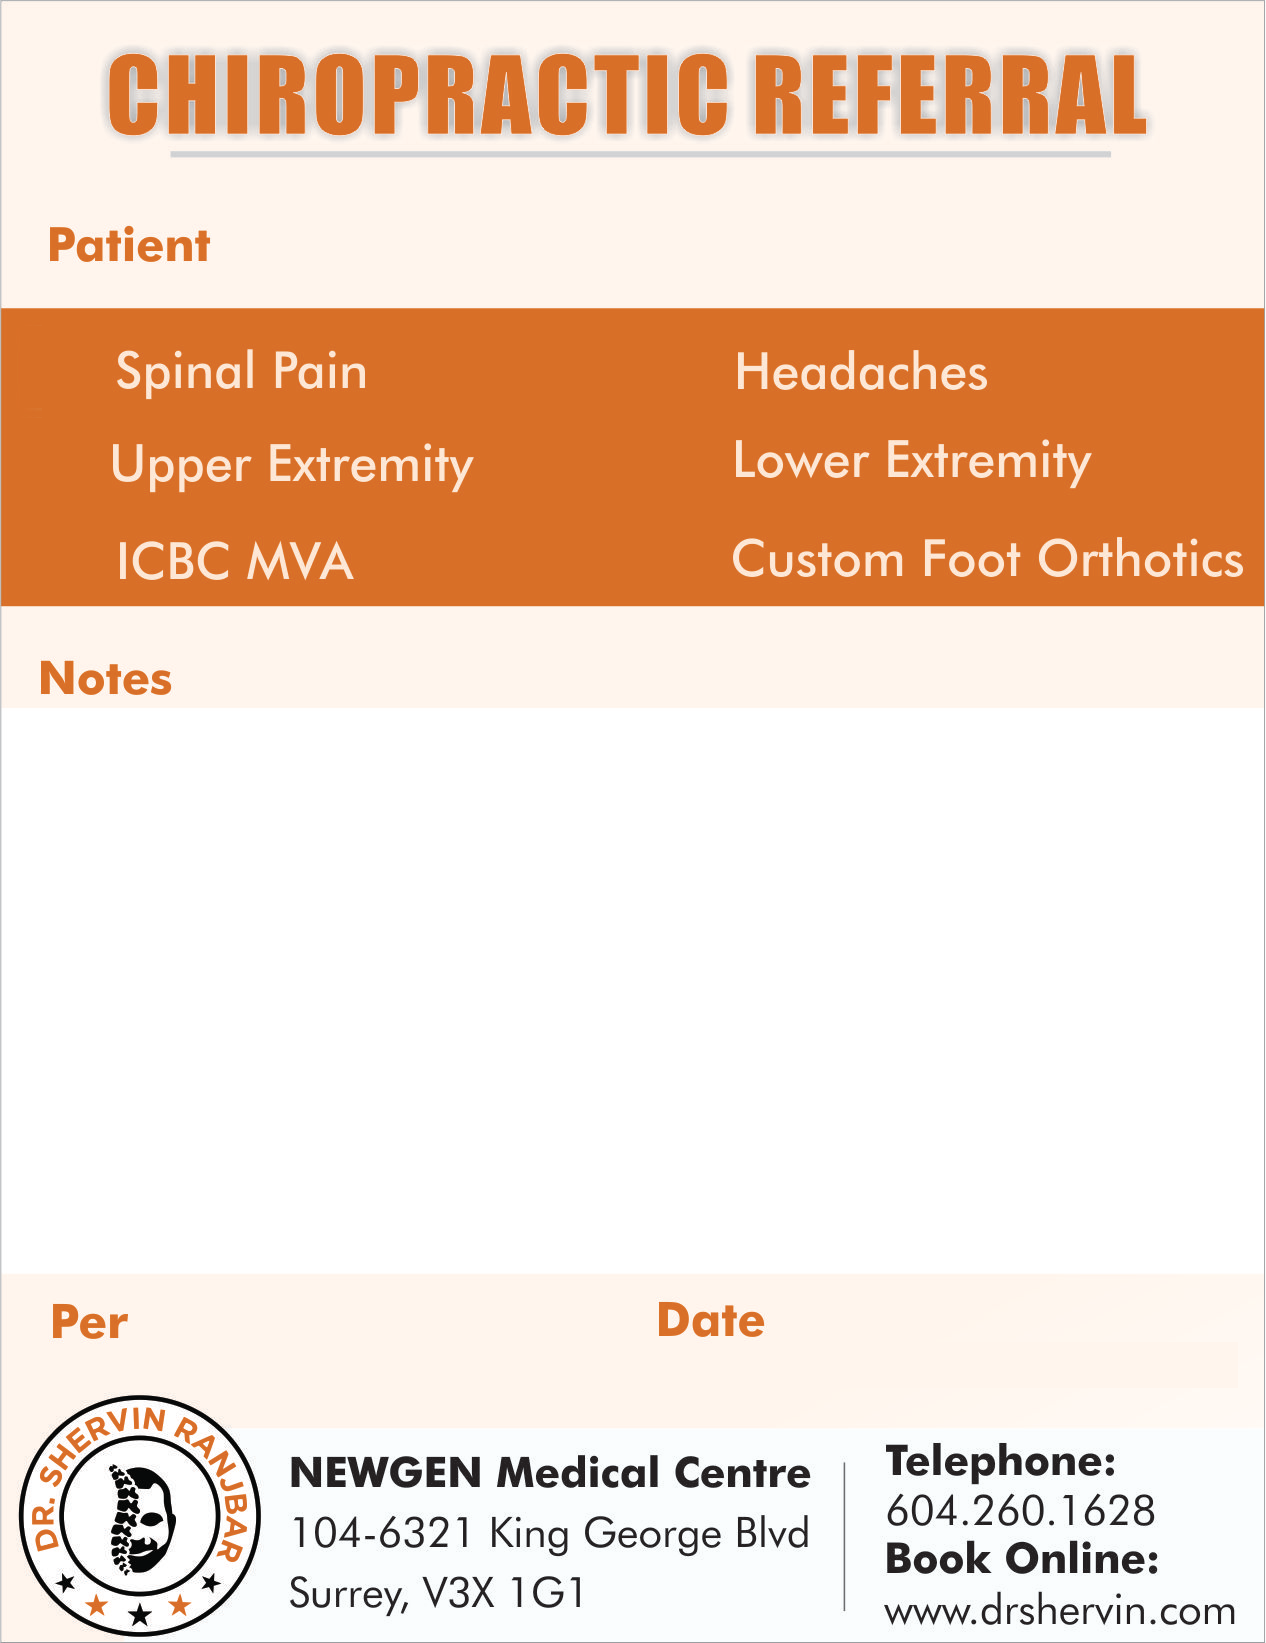 CHIROPRACTIC REFERRAL
Patient
Spinal Pain
Headaches
Upper Extremity
Lower Extremity
ICBC MVA
Custom Foot Orthotics
Notes
Per
Date
DR. SHERVIN RANJBAR
NEWGEN Medical Centre
104-6321 King George Blvd
Surrey, V3X 1G1
Telephone:
604.260.1628
Book Online:
www.drshervin.com